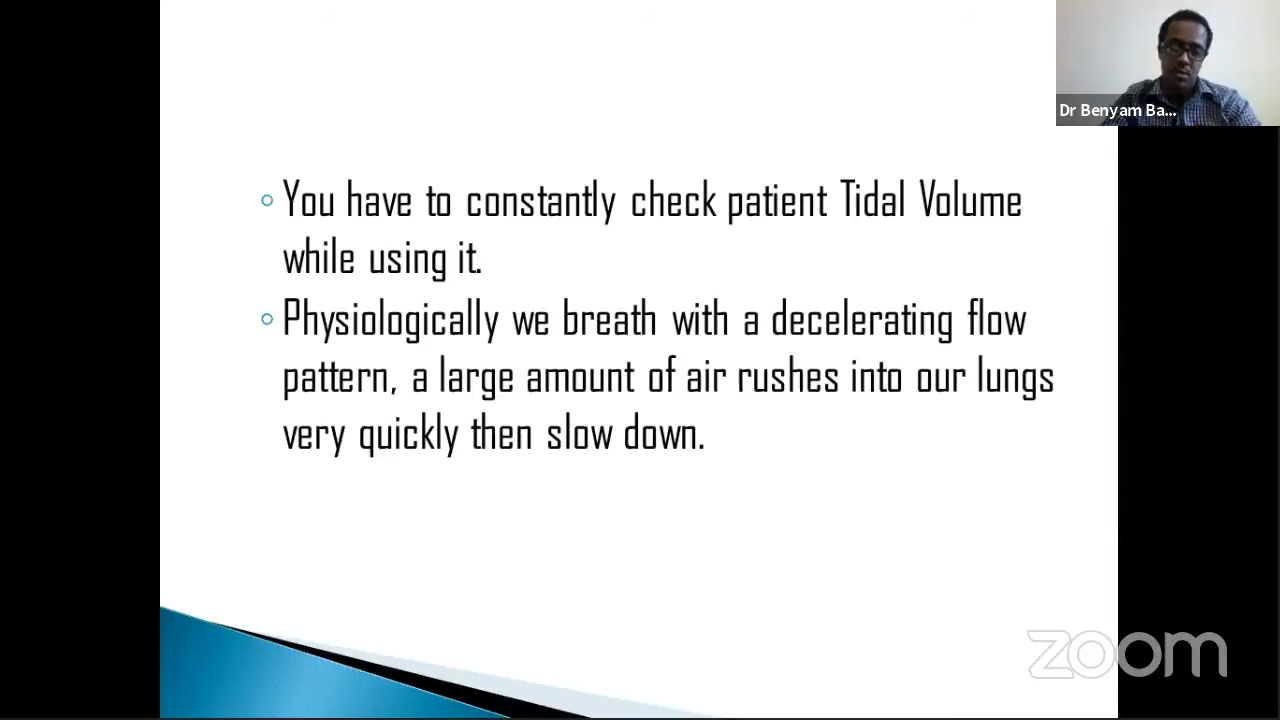 Dr Benyam Ba...
You have to constantly check patient Tidal Volume
while using it.
Physiologically we breath with a decelerating flow
pattern, a large amount of air rushes into our lungs
very quickly then slow down.
zoom